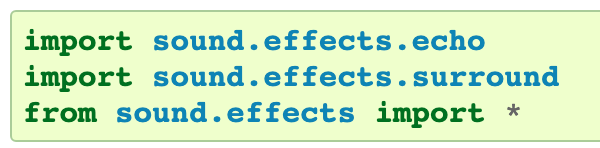 import sound.effects.echo
import sound.effects.surround
from sound.effects import *